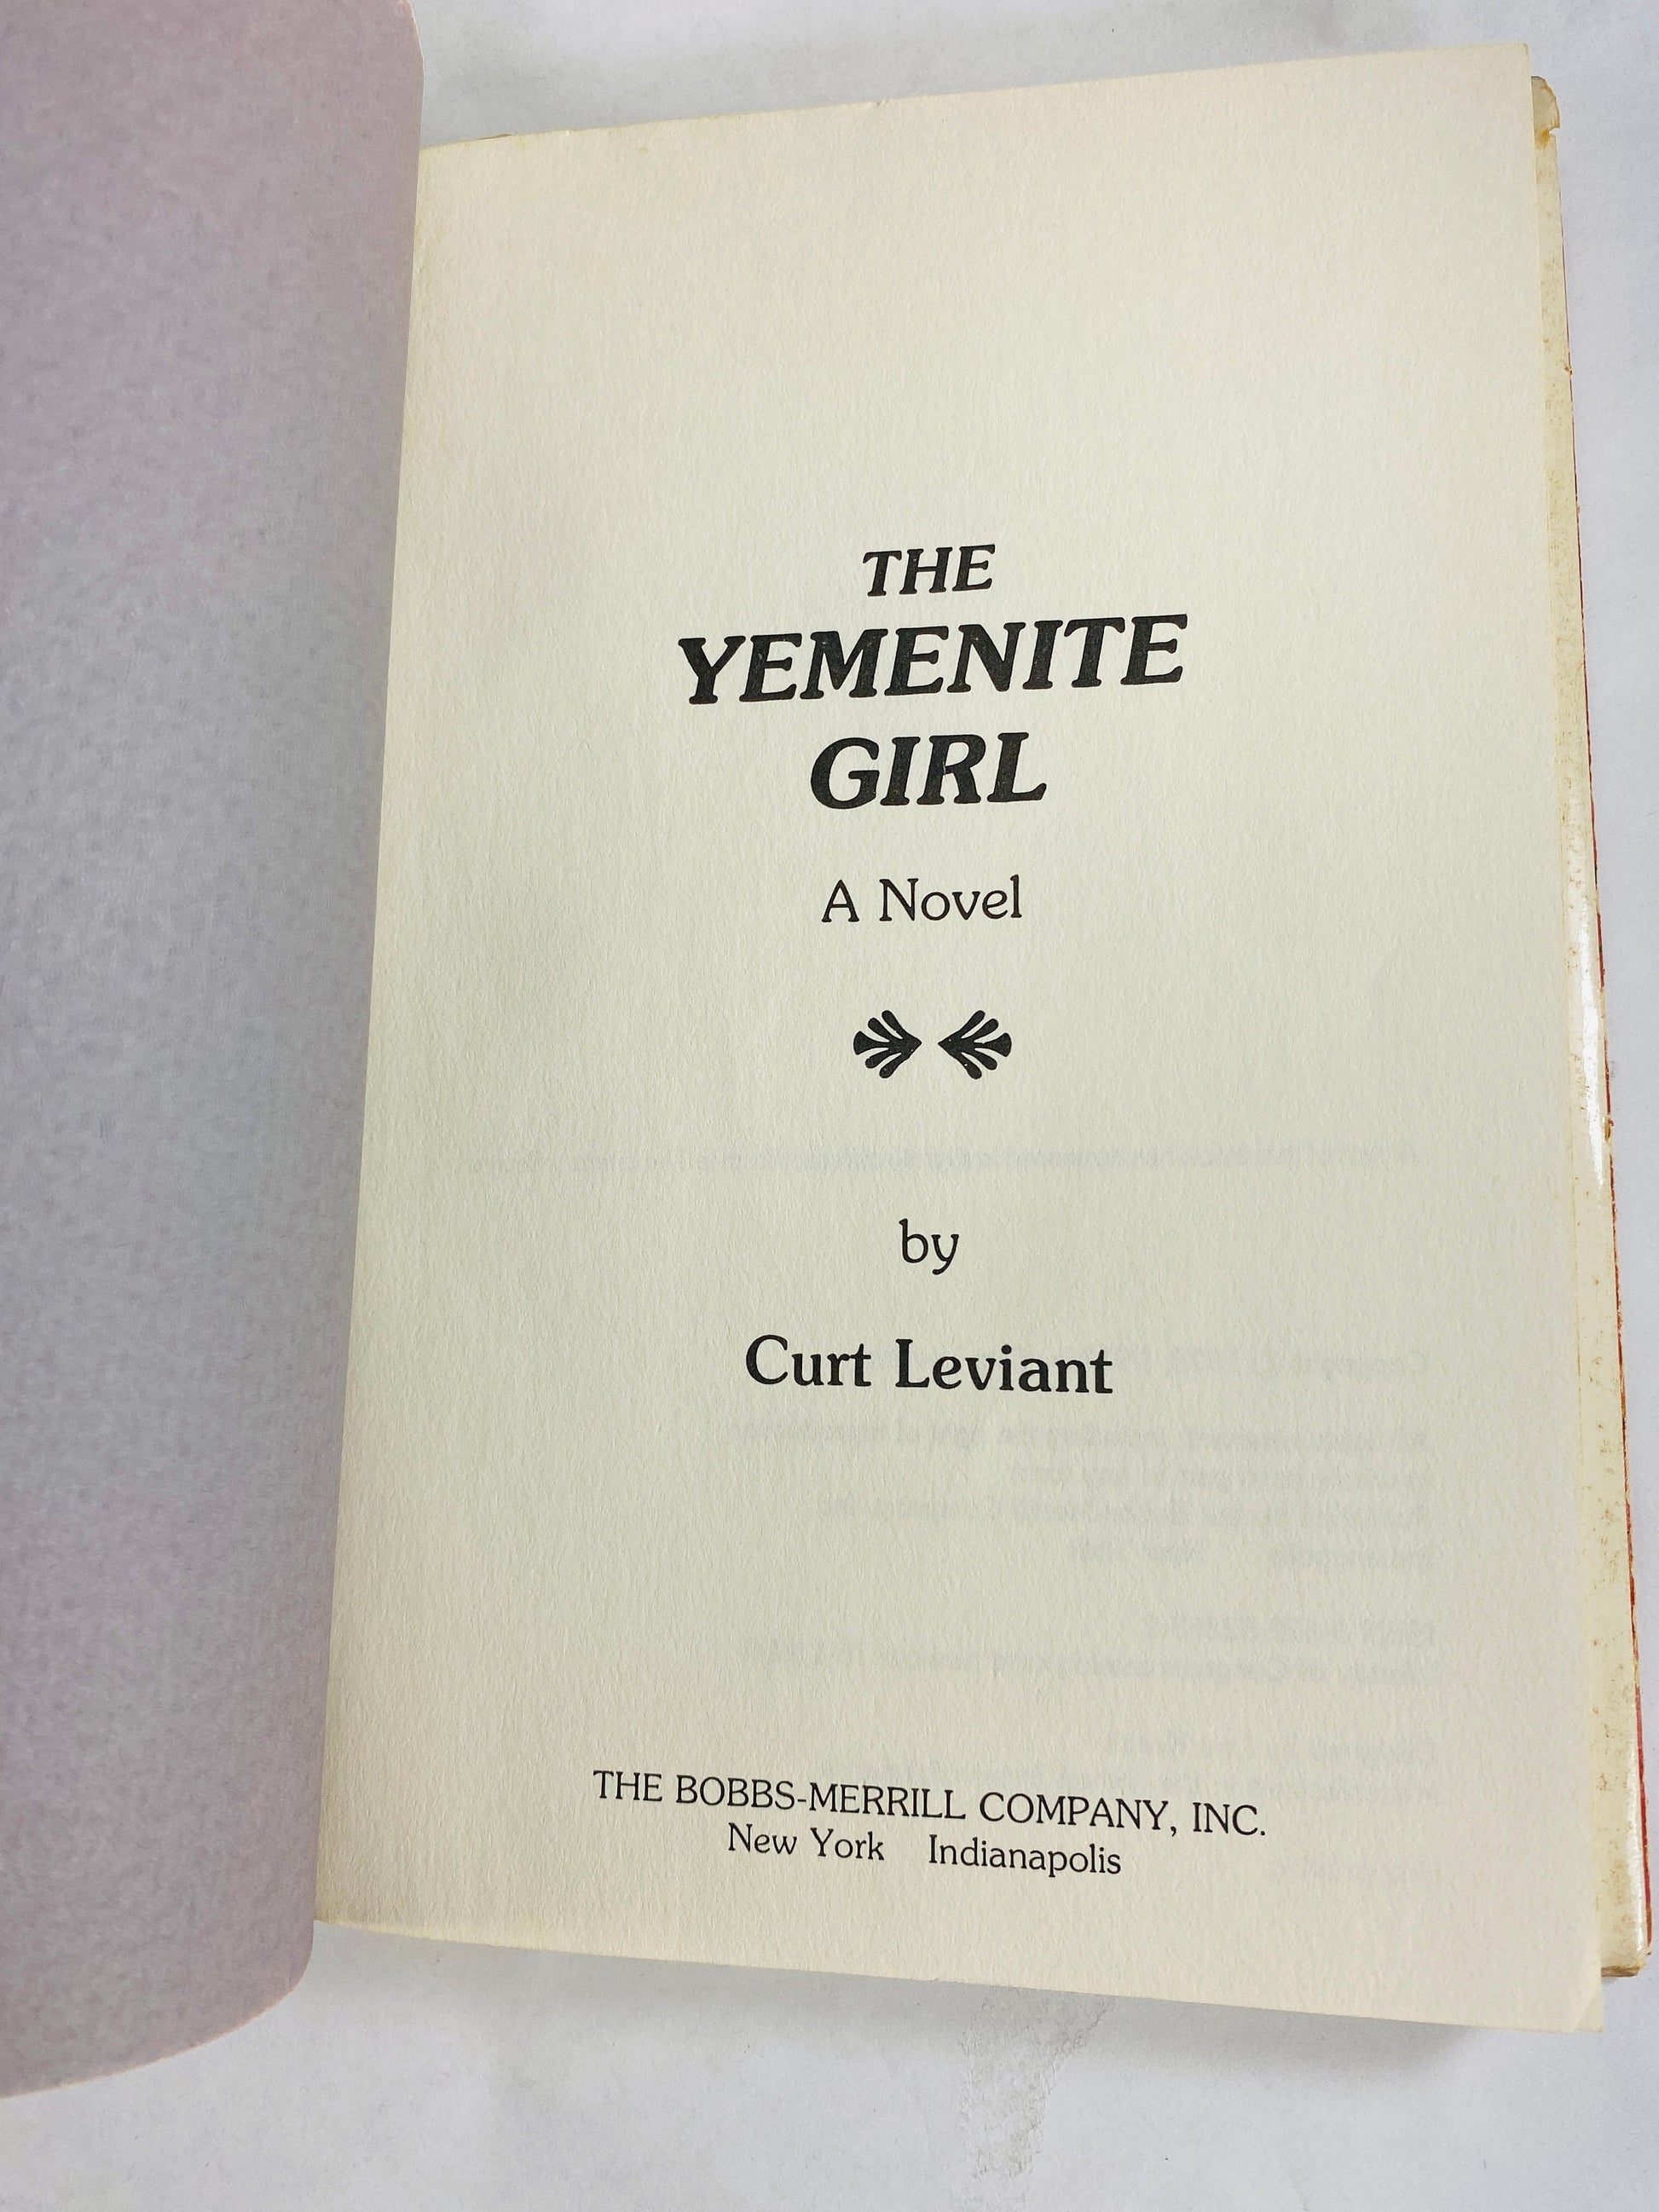 THE
YEMENITE
GIRL
A Novel
by
Curt Leviant
THE BOBBS-MERRILL COMPANY, INC.
New York Indianapolis